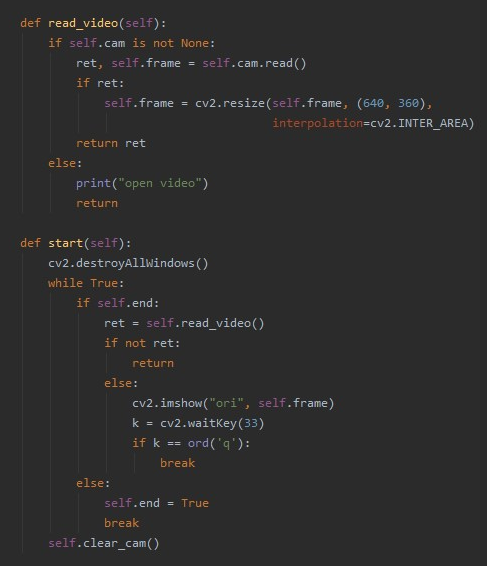 def read_video(self):
    if self.cam is not None:
        ret, self.frame = self.cam.read()
        if ret:
            self.frame = cv2.resize(self.frame, (640, 360),
                                    interpolation=cv2.INTER_AREA)
        return ret
    else:
        print("open video")
        return

def start(self):
    cv2.destroyAllWindows()
    while True:
        if self.end:
            ret = self.read_video()
            if not ret:
                return
            else:
                cv2.imshow("ori", self.frame)
                k = cv2.waitKey(33)
                if k == ord('q'):
                    break
        else:
            self.end = True
            break
    self.clear_cam()